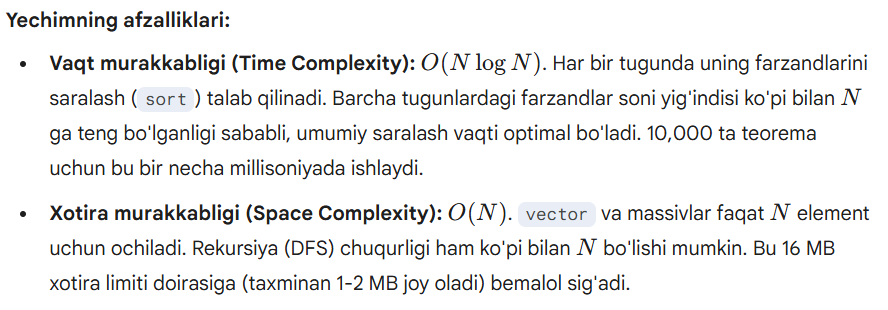 Yechimning afzalliklari:
• Vaqt murakkabligi (Time Complexity): O(N log N). Har bir tugunda uning farzandlarini
saralash ( sort ) talab qilinadi. Barcha tugunlardagi farzandlar soni yig'indisi ko'pi bilan N
ga teng bo'lganligi sababli, umumiy saralash vaqti optimal bo'ladi. 10,000 ta teorema
uchun bu bir necha millisoniyada ishlaydi.
• Xotira murakkabligi (Space Complexity): O(N). vector va massivlar faqat N element
uchun ochiladi. Rekursiya (DFS) chuqurligi ham ko'pi bilan N bo'lishi mumkin. Bu 16 MB
xotira limiti doirasiga (taxminan 1-2 MB joy oladi) bemalol sig'adi.